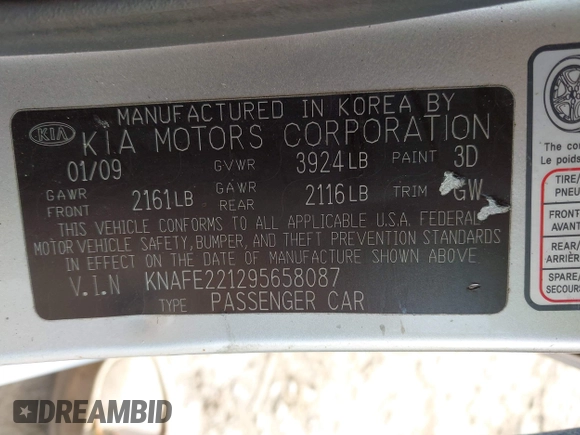 MANUFACTURED IN KOREA BY
KIA KIA MOTORS CORPORATION
01/09 GVWR 3924LB PAINT 3D
GAWR FRONT 2161LB GAWR REAR 2116LB TRIM GW
THIS VEHICLE CONFORMS TO ALL APPLICABLE U.S.A. FEDERAL
MOTOR VEHICLE SAFETY, BUMPER, AND THEFT PREVENTION STANDARDS
IN EFFECT ON THE DATE OF MANUFACTURE SHOWN ABOVE.
V.I.N KNAFE221295658087
TYPE PASSENGER CAR
The co
Le poids
TIRE/
PNEU
FRONT
AVANT
REAR/
ARRIÈR
SPARE/
DE SEC
DREAMBID